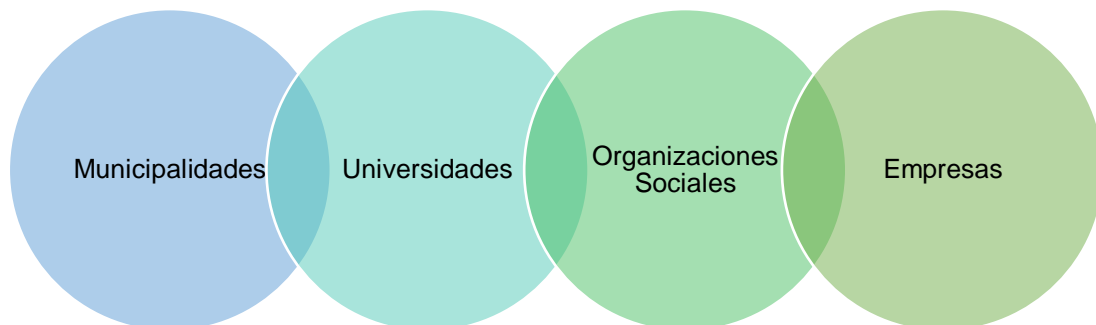 Municipalidades
Universidades
Organizaciones
Sociales
Empresas